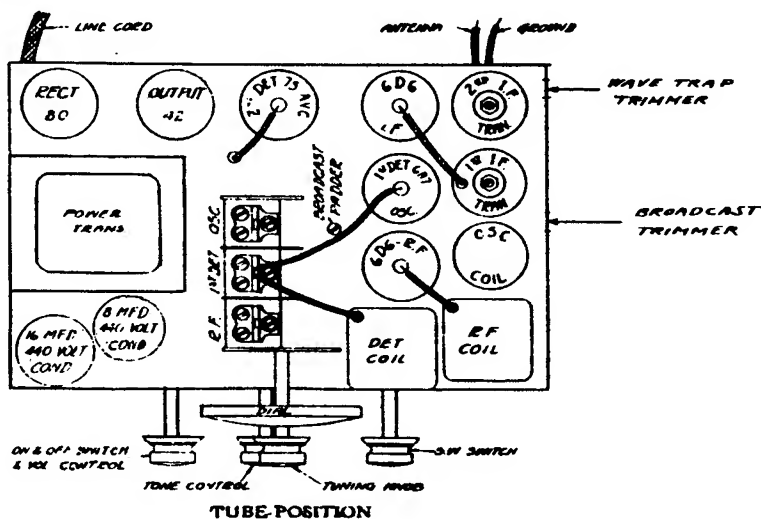 LINE CORD
ANTENNA
GROUND
RECT
80
OUTPUT
42
2ND DET 75 AVC
6D6
I.F.
2ND I.F.
TRAN
WAVE TRAP
TRIMMER
1ST DET 6A7
OSC.
1ST I.F.
TRAN
BROADCAST
PADDER
POWER
TRANS
OSC
1ST DET
R.F.
BROADCAST
TRIMMER
6D6-R.F
OSC
COIL
8 MFD
440 VOLT
COND
16 MFD
440 VOLT
COND
DET
COIL
R.F
COIL
DIAL
ON & OFF SWITCH
& VOL CONTROL
S.W SWITCH
TONE CONTROL
TUNING KNOB
TUBE-POSITION